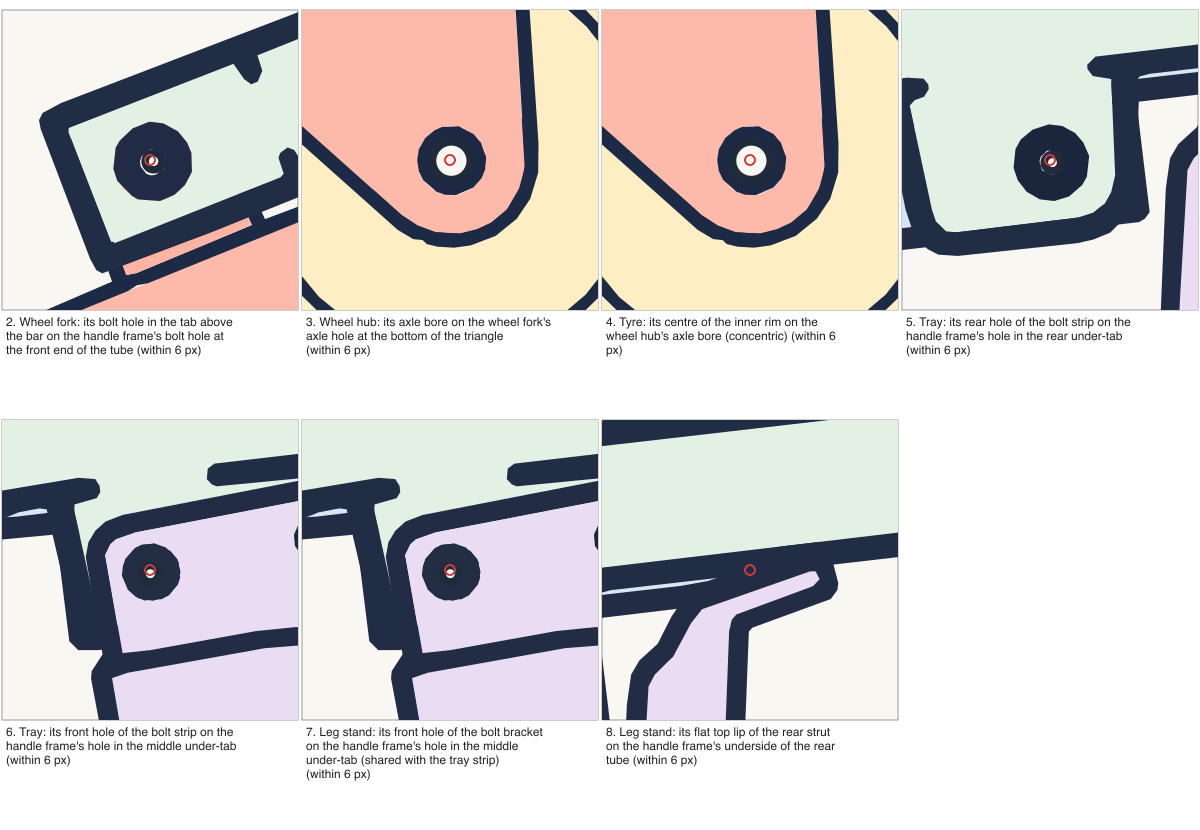 2. Wheel fork: its bolt hole in the tab above
the bar on the handle frame's bolt hole at
the front end of the tube (within 6 px)
3. Wheel hub: its axle bore on the wheel fork's
axle hole at the bottom of the triangle
(within 6 px)
4. Tyre: its centre of the inner rim on the
wheel hub's axle bore (concentric) (within 6
px)
5. Tray: its rear hole of the bolt strip on the
handle frame's hole in the rear under-tab
(within 6 px)
6. Tray: its front hole of the bolt strip on the
handle frame's hole in the middle under-tab
(within 6 px)
7. Leg stand: its front hole of the bolt bracket
on the handle frame's hole in the middle
under-tab (shared with the tray strip)
(within 6 px)
8. Leg stand: its flat top lip of the rear strut
on the handle frame's underside of the rear
tube (within 6 px)